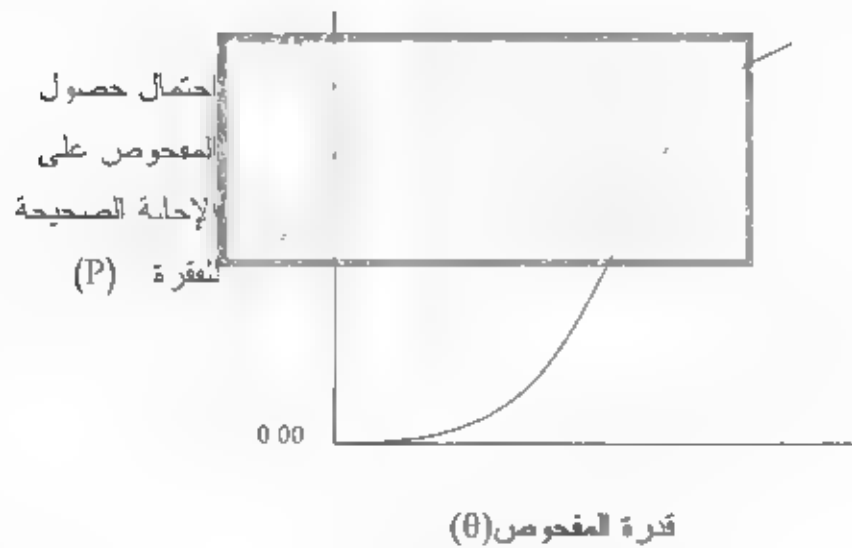 احتمال حصول
المفحوص على
الإجابة الصحيحة
للفقرة (P)
0.00
قدرة المفحوص(θ)